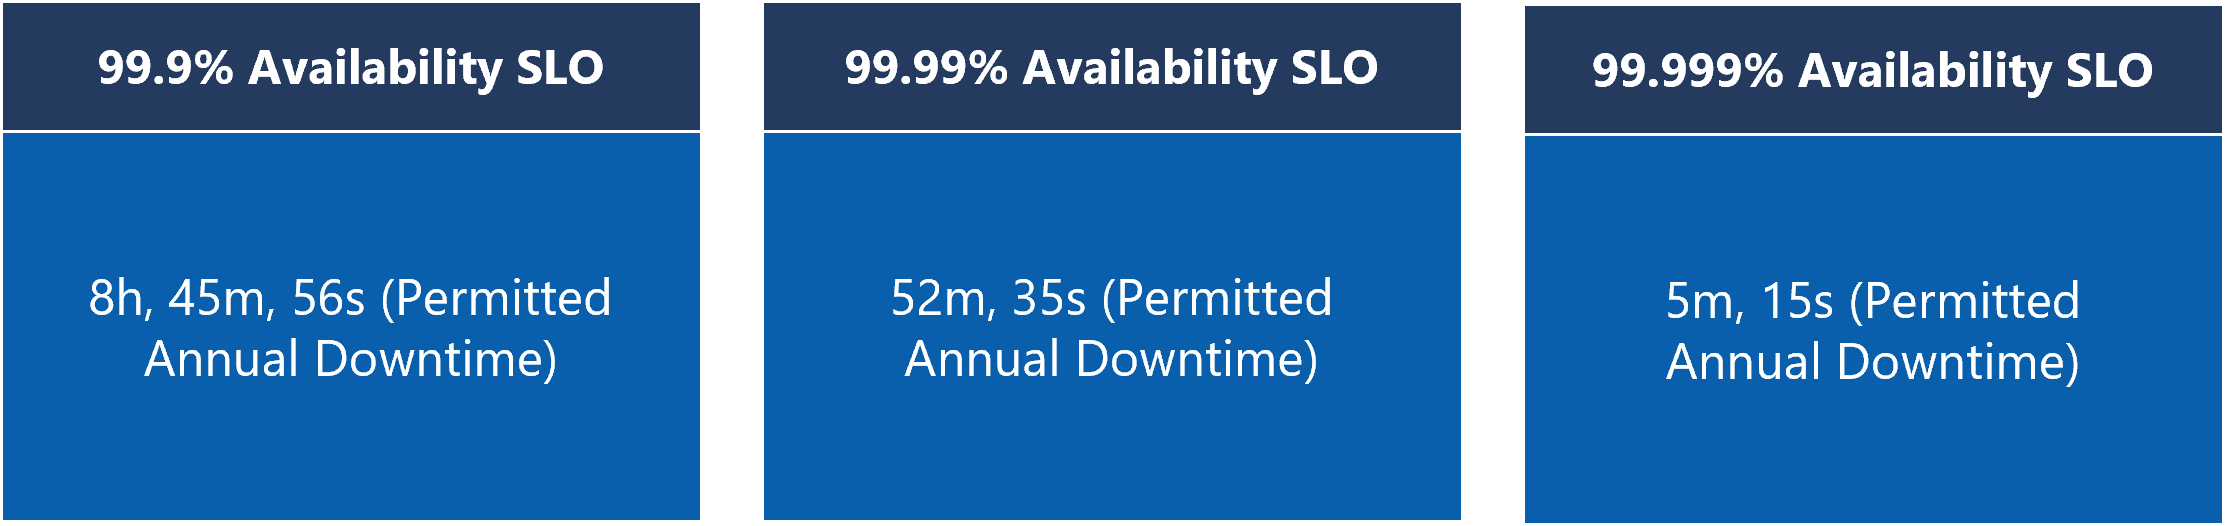 99.9% Availability SLO
8h, 45m, 56s (Permitted
Annual Downtime)
99.99% Availability SLO
52m, 35s (Permitted
Annual Downtime)
99.999% Availability SLO
5m, 15s (Permitted
Annual Downtime)